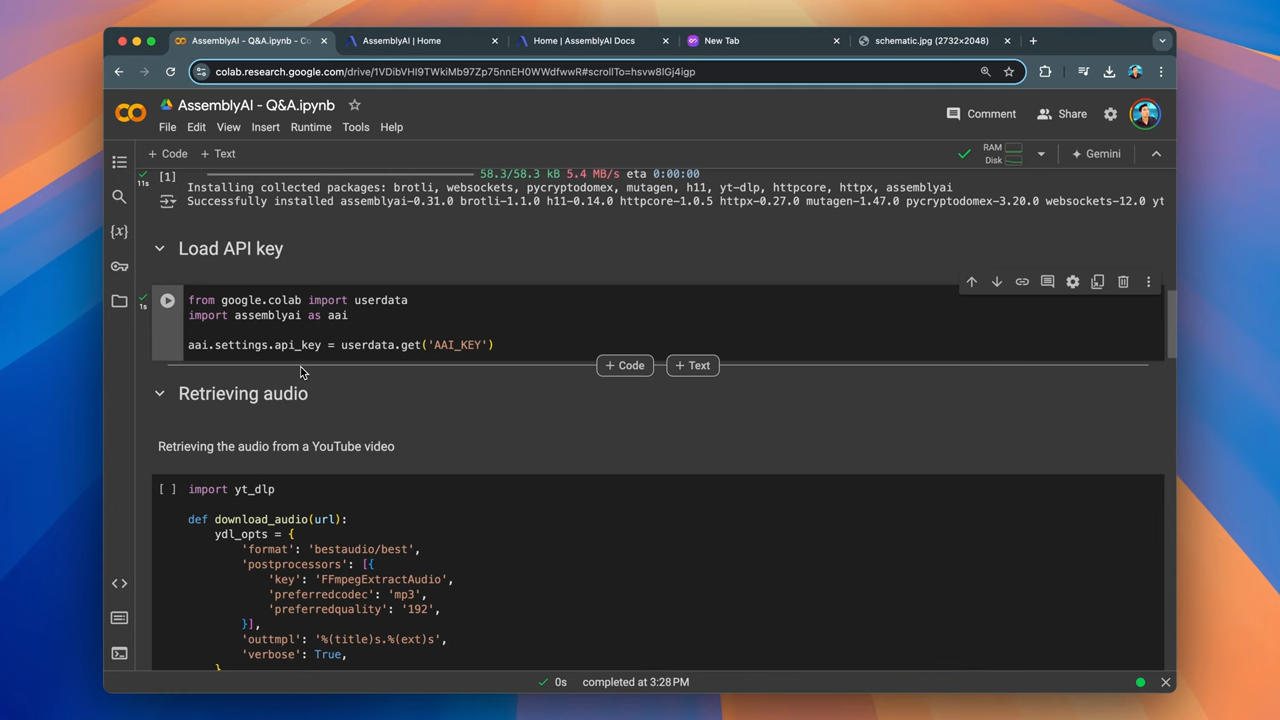 AssemblyAI - Q&A.ipynb - Co
AssemblyAI | Home
Home | AssemblyAI Docs
New Tab
schematic.jpg (2732×2048)
colab.research.google.com/drive/1VDibVHI9TWkiMb97Zp75nnEH0WWdfwwR#scrollTo=hsvw8lGj4igp
AssemblyAI - Q&A.ipynb
Comment
Share
File Edit View Insert Runtime Tools Help
+ Code + Text
RAM
Disk
Gemini
[1]
11s
58.3/58.3 kB 5.4 MB/s eta 0:00:00
Installing collected packages: brotli, websockets, pycryptodomex, mutagen, h11, yt-dlp, httpcore, httpx, assemblyai
Successfully installed assemblyai-0.31.0 brotli-1.1.0 h11-0.14.0 httpcore-1.0.5 httpx-0.27.0 mutagen-1.47.0 pycryptodomex-3.20.0 websockets-12.0 yt
Load API key
1s
from google.colab import userdata
import assemblyai as aai
aai.settings.api_key = userdata.get('AAI_KEY')
+ Code + Text
Retrieving audio
Retrieving the audio from a YouTube video
[ ] import yt_dlp
def download_audio(url):
ydl_opts = {
'format': 'bestaudio/best',
'postprocessors': [{
'key': 'FFmpegExtractAudio',
'preferredcodec': 'mp3',
'preferredquality': '192',
}],
'outtmpl': '%(title)s.%(ext)s',
'verbose': True,
}
0s completed at 3:28 PM